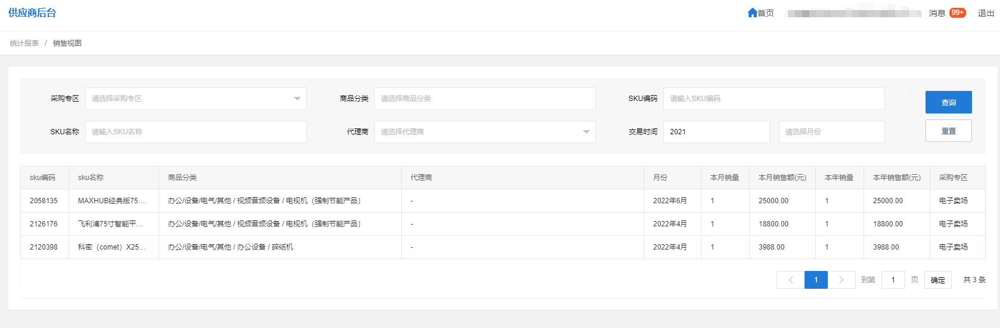 供应商后台
首页 消息 99+ 退出
统计报表 / 销售视图
采购专区 请选择采购专区 商品分类 请选择商品分类 SKU编码 请输入SKU编码 查询
SKU名称 请输入SKU名称 代理商 请选择代理商 交易时间 2021 请选择月份 重置
sku编码 sku名称 商品分类 代理商 月份 本月销量 本月销售额(元) 本年销量 本年销售额(元) 采购专区
2058135 MAXHUB经典版75... 办公/设备/电气/其他 / 视频音频设备 / 电视机（强制节能产品） - 2022年6月 1 25000.00 1 25000.00 电子卖场
2126176 飞利浦75寸智能平... 办公/设备/电气/其他 / 视频音频设备 / 电视机（强制节能产品） - 2022年4月 1 18800.00 1 18800.00 电子卖场
2120398 科密（comet）X25... 办公/设备/电气/其他 / 办公设备 / 碎纸机 - 2022年4月 1 3988.00 1 3988.00 电子卖场
1 到第 1 页 确定 共 3 条